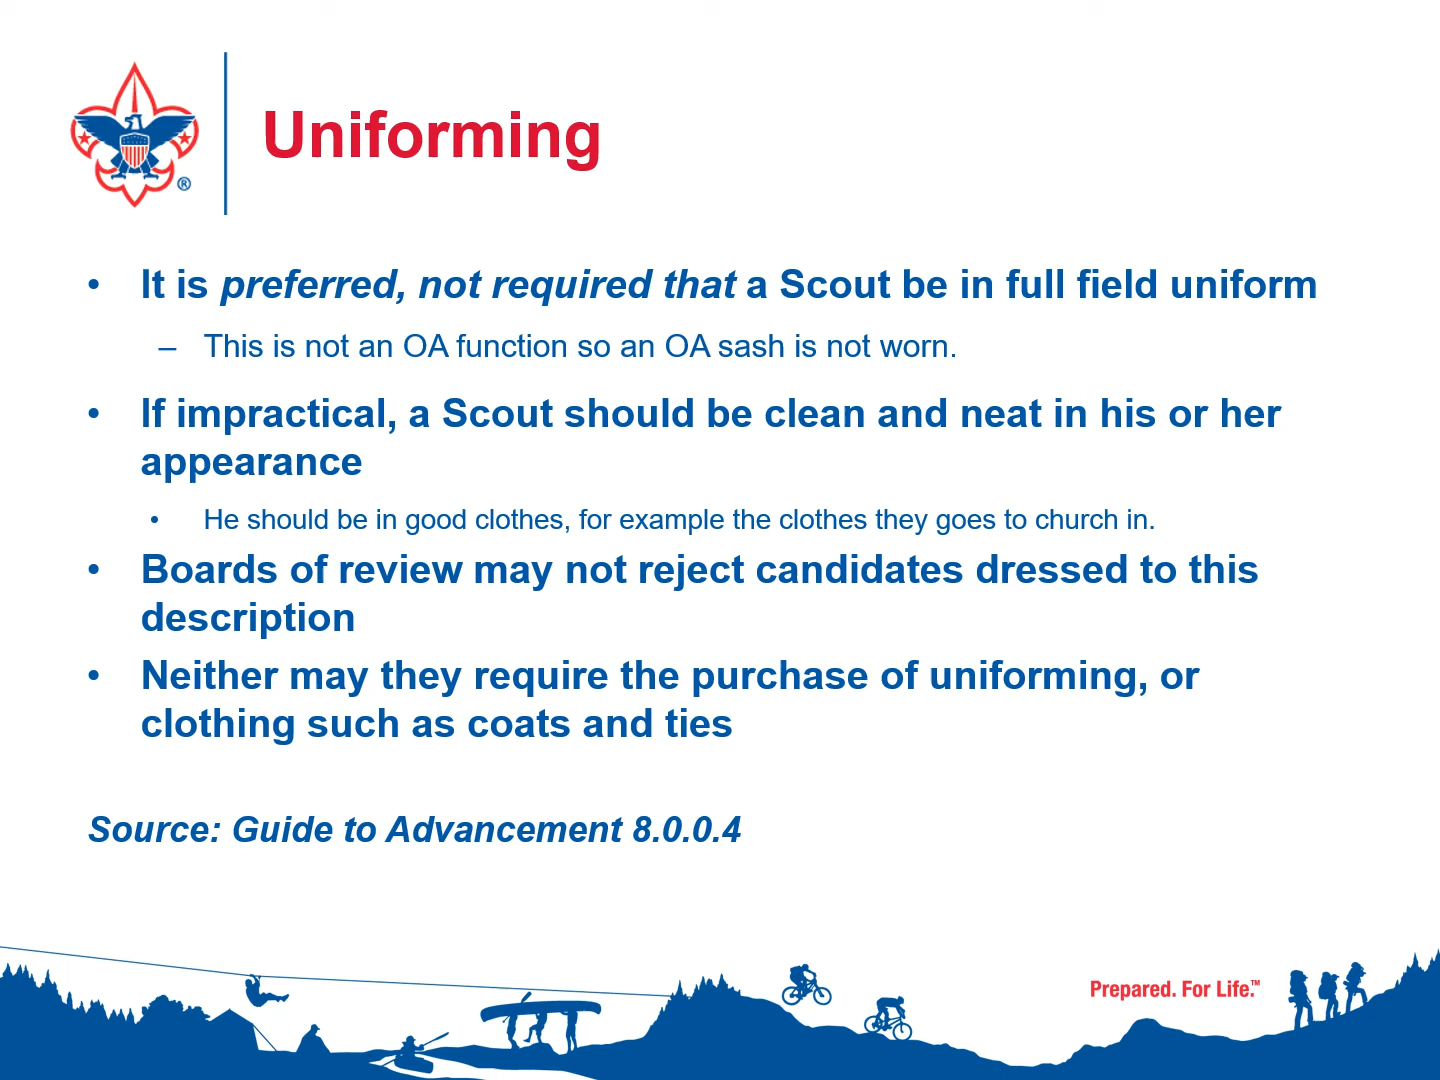 Uniforming
• It is preferred, not required that a Scout be in full field uniform
– This is not an OA function so an OA sash is not worn.
• If impractical, a Scout should be clean and neat in his or her
appearance
• He should be in good clothes, for example the clothes they goes to church in.
• Boards of review may not reject candidates dressed to this
description
• Neither may they require the purchase of uniforming, or
clothing such as coats and ties
Source: Guide to Advancement 8.0.0.4
Prepared. For Life.™
®